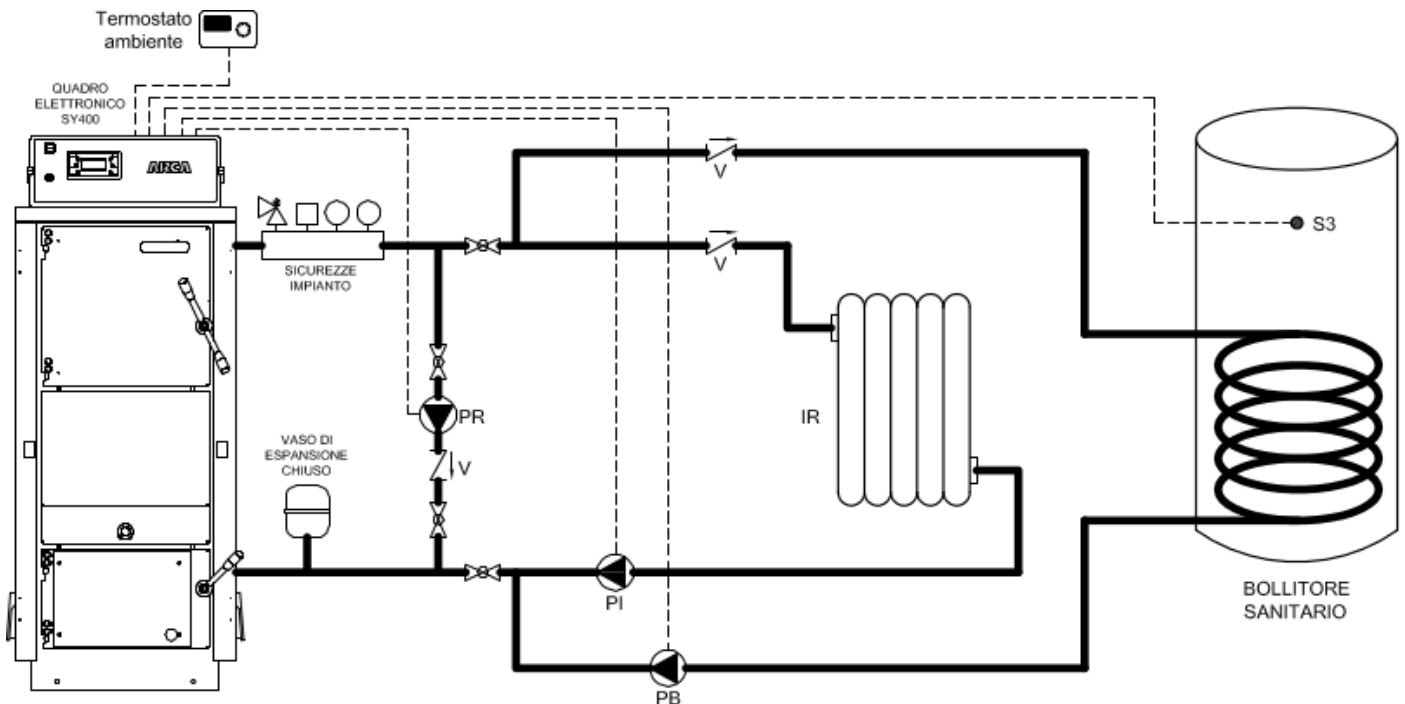 Termostato
ambiente
QUADRO
ELETTRONICO
SY400
ARCA
V
S3
V
SICUREZZE
IMPIANTO
PR
IR
VASO DI
ESPANSIONE
CHIUSO
V
PI
BOLLITORE
SANITARIO
PB